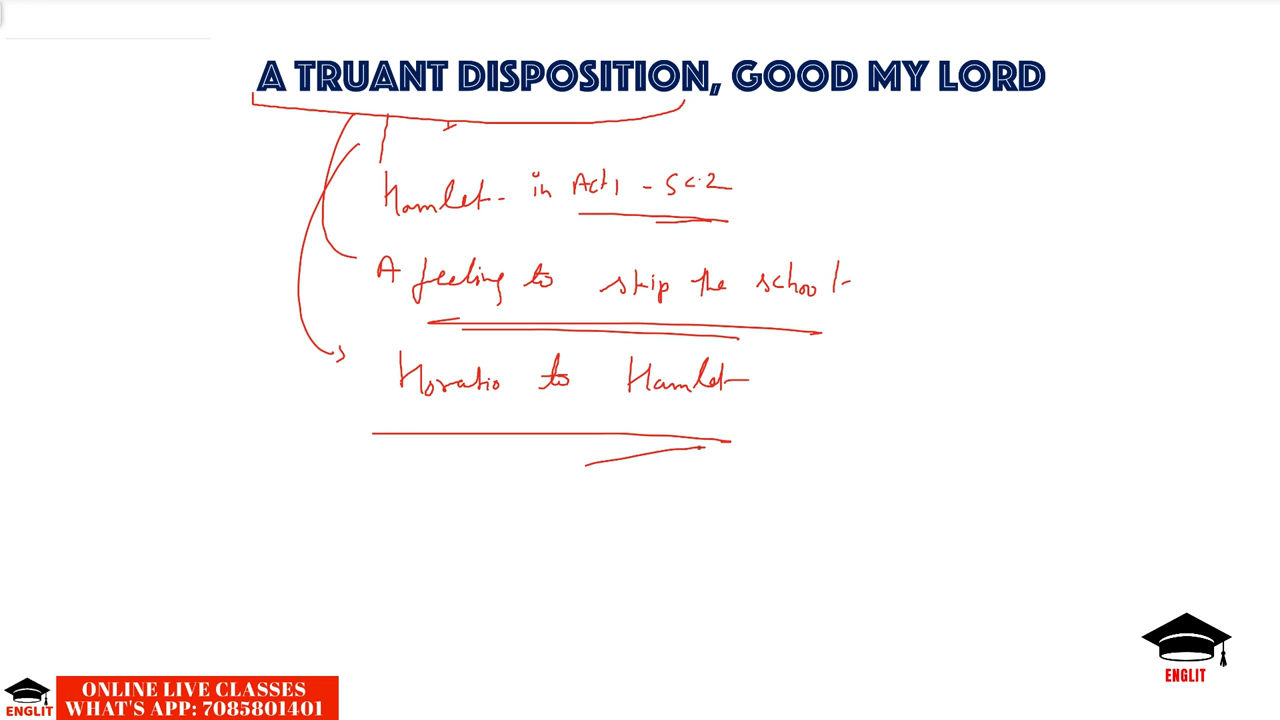 A TRUANT DISPOSITION, GOOD MY LORD
Hamlet - in Act 1 - Sc. 2
A feeling to skip the school -
Horatio to Hamlet
ONLINE LIVE CLASSES
WHAT'S APP: 7085801401
ENGLIT
ENGLIT